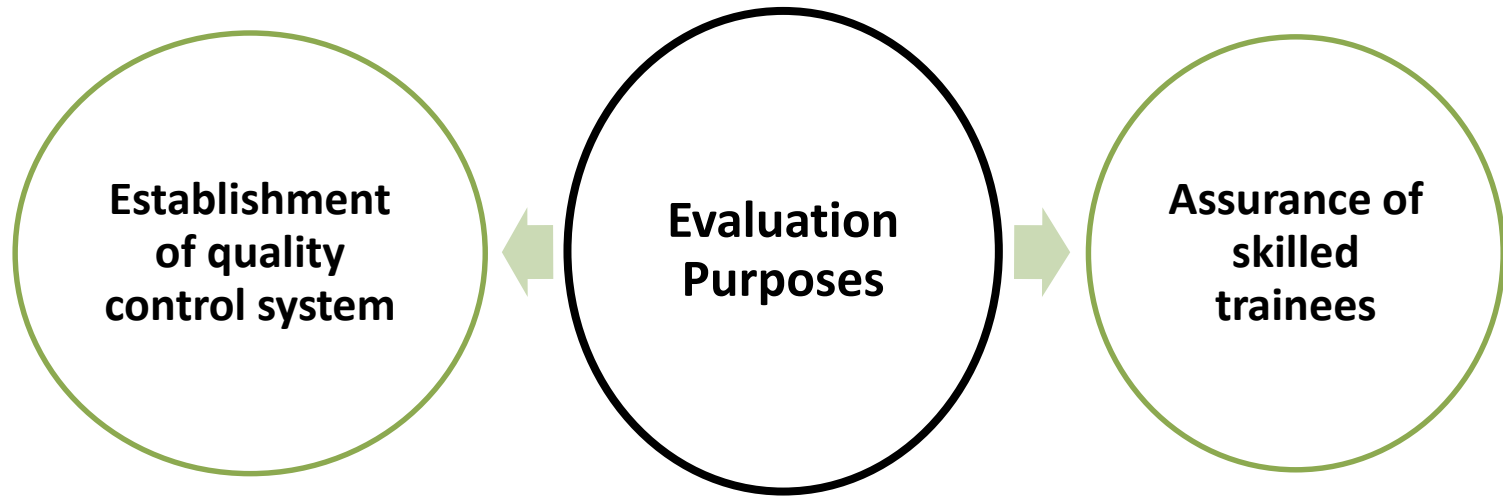 Establishment
of quality
control system
Evaluation
Purposes
Assurance of
skilled
trainees